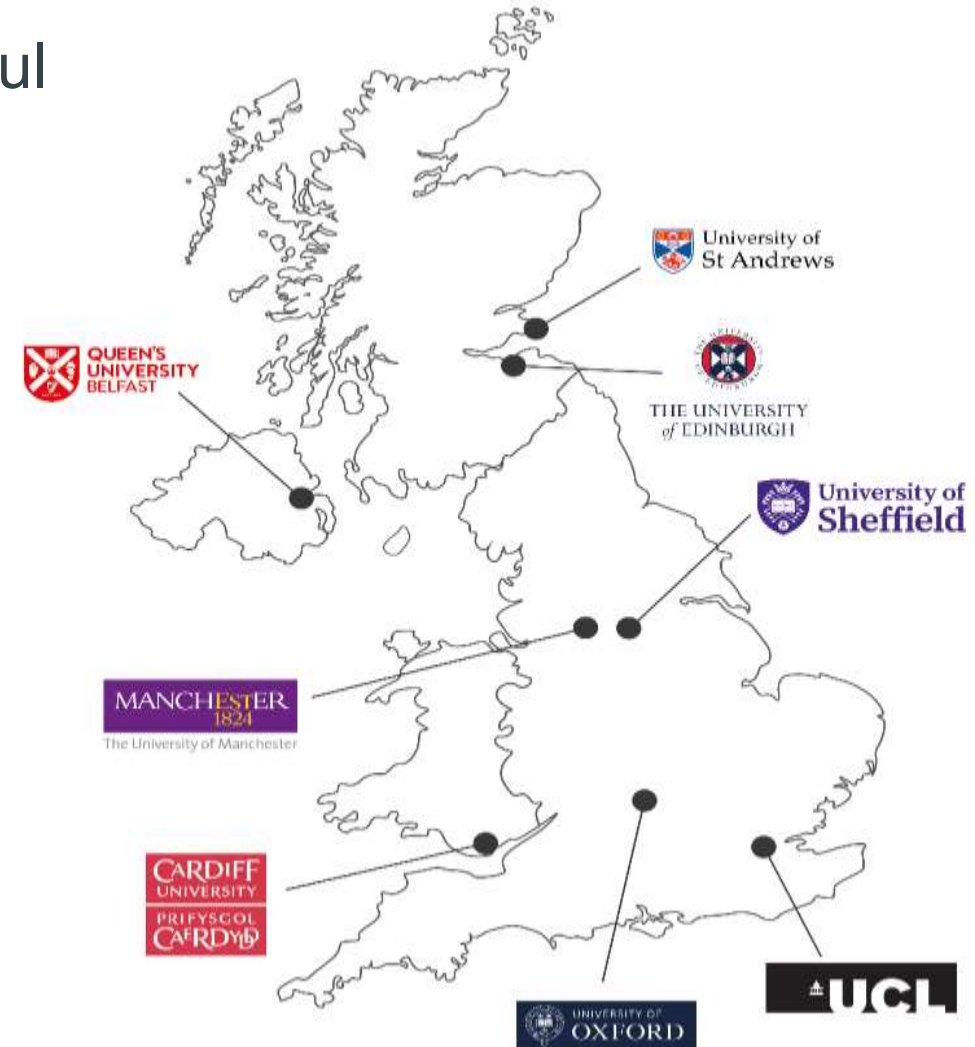 ul
University of
St Andrews
QUEEN'S
UNIVERSITY
BELFAST
THE UNIVERSITY
of EDINBURGH
University of
Sheffield
MANCHESTER
1824
The University of Manchester
CARDIFF
UNIVERSITY
PRIFYSGOL
CAERDYDD
UNIVERSITY OF
OXFORD
UCL